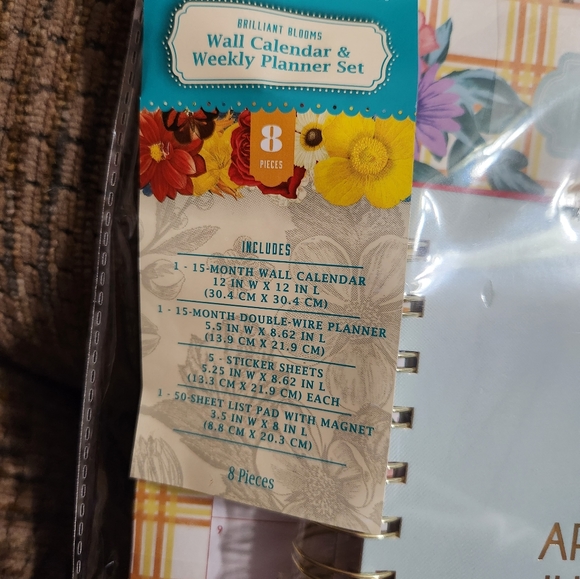 BRILLIANT BLOOMS
Wall Calendar &
Weekly Planner Set
8
PIECES
INCLUDES
1 - 15-MONTH WALL CALENDAR
12 IN W X 12 IN L
(30.4 CM X 30.4 CM)
1 - 15-MONTH DOUBLE-WIRE PLANNER
5.5 IN W X 8.62 IN L
(13.9 CM X 21.9 CM)
5 - STICKER SHEETS
5.25 IN W X 8.62 IN L
(13.3 CM X 21.9 CM) EACH
1 - 50-SHEET LIST PAD WITH MAGNET
3.5 IN W X 8 IN L
(8.8 CM X 20.3 CM)
8 Pieces
9